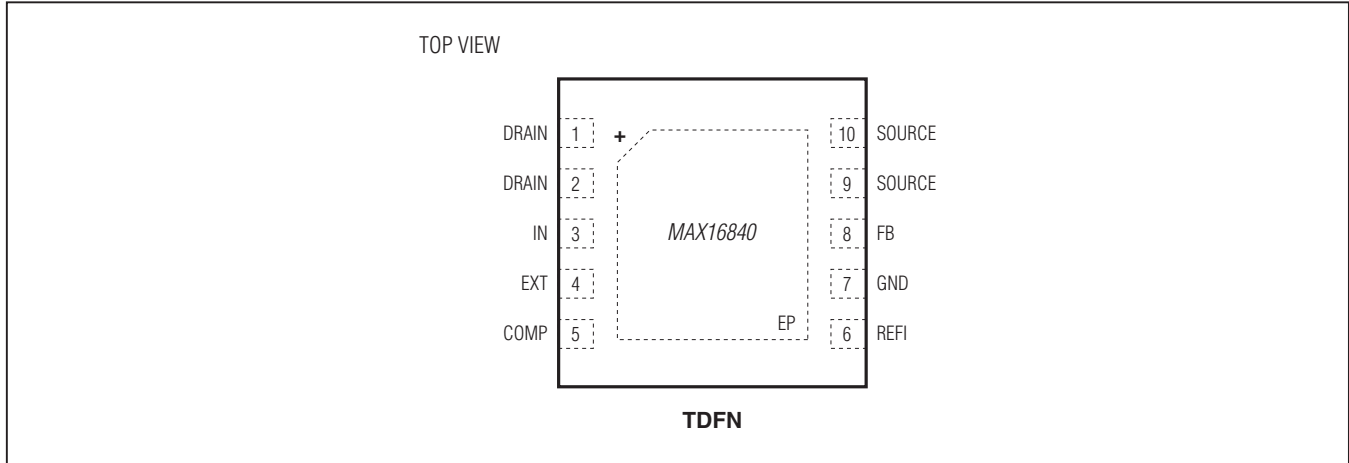 TOP VIEW
DRAIN 1 + 10 SOURCE
DRAIN 2 9 SOURCE
IN 3 MAX16840 8 FB
EXT 4 7 GND
COMP 5 EP 6 REFI
TDFN